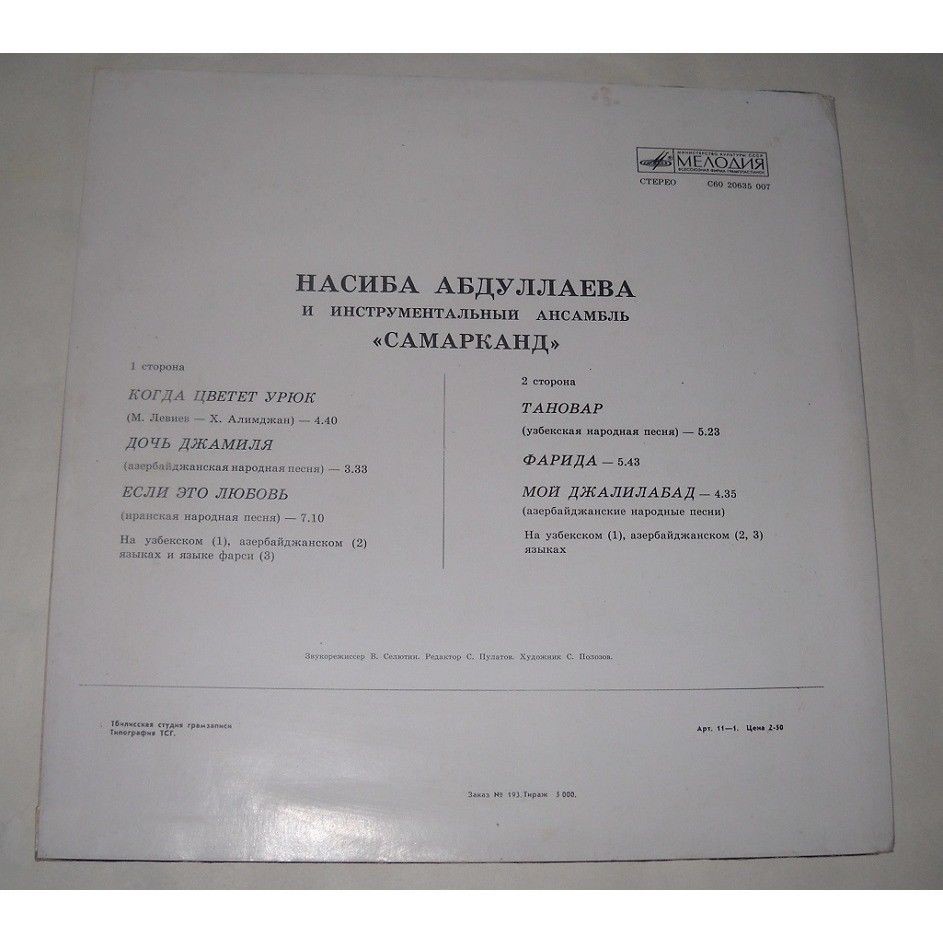 МИНИСТЕРСТВО КУЛЬТУРЫ СССР
МЕЛОДИЯ
ВСЕСОЮЗНАЯ ФИРМА ГРАМПЛАСТИНОК
СТЕРЕО С60 20635 007
НАСИБА АБДУЛЛАЕВА
И ИНСТРУМЕНТАЛЬНЫЙ АНСАМБЛЬ
«САМАРКАНД»
1 сторона
КОГДА ЦВЕТЕТ УРЮК
(М. Левиев — Х. Алимджан) — 4.40
ДОЧЬ ДЖАМИЛЯ
(азербайджанская народная песня) — 3.33
ЕСЛИ ЭТО ЛЮБОВЬ
(иранская народная песня) — 7.10
На узбекском (1), азербайджанском (2)
языках и языке фарси (3)
2 сторона
ТАНОВАР
(узбекская народная песня) — 5.23
ФАРИДА — 5.43
МОЙ ДЖАЛИЛАБАД — 4.35
(азербайджанские народные песни)
На узбекском (1), азербайджанском (2, 3)
языках
Звукорежиссер В. Селютин. Редактор С. Пулатов. Художник С. Полозов.
Тбилисская студия грамзаписи
Типография ТСГ.
Арт. 11—1. Цена 2-50
Заказ № 193. Тираж 5 000.